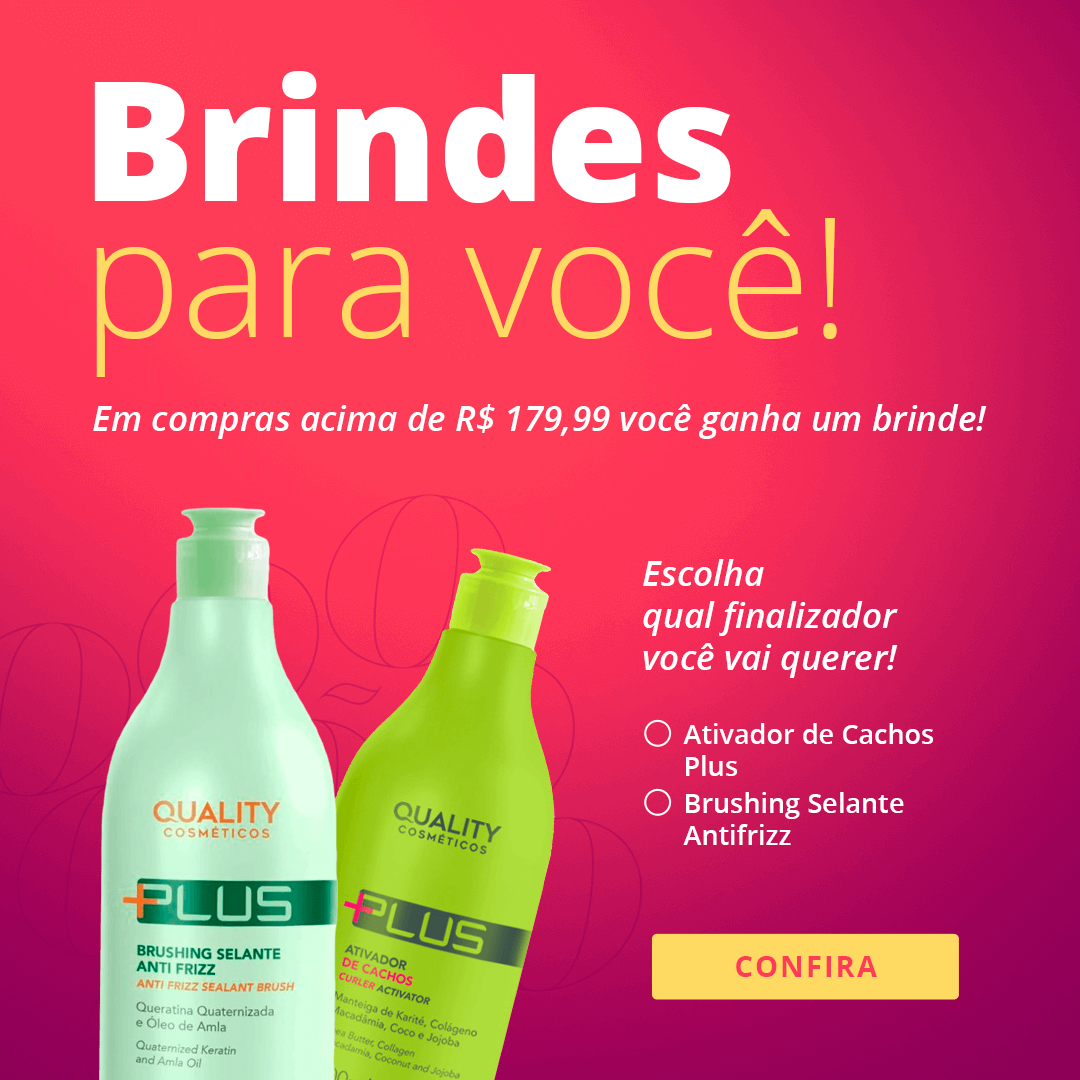 Brindes
para você!
Em compras acima de R$ 179,99 você ganha um brinde!
Escolha
qual finalizador
você vai querer!
Ativador de Cachos
Plus
Brushing Selante
Antifrizz
CONFIRA
QUALITY
COSMÉTICOS
+PLUS
BRUSHING SELANTE
ANTI FRIZZ
ANTI FRIZZ SEALANT BRUSH
Queratina Quaternizada
e Óleo de Amla
Quaternized Keratin
and Amla Oil
QUALITY
COSMÉTICOS
+PLUS
ATIVADOR
DE CACHOS
CURLER ACTIVATOR
Manteiga de Karité, Colágeno
Macadâmia, Coco e Jojoba
Butter, Collagen
Coconut and Jojoba